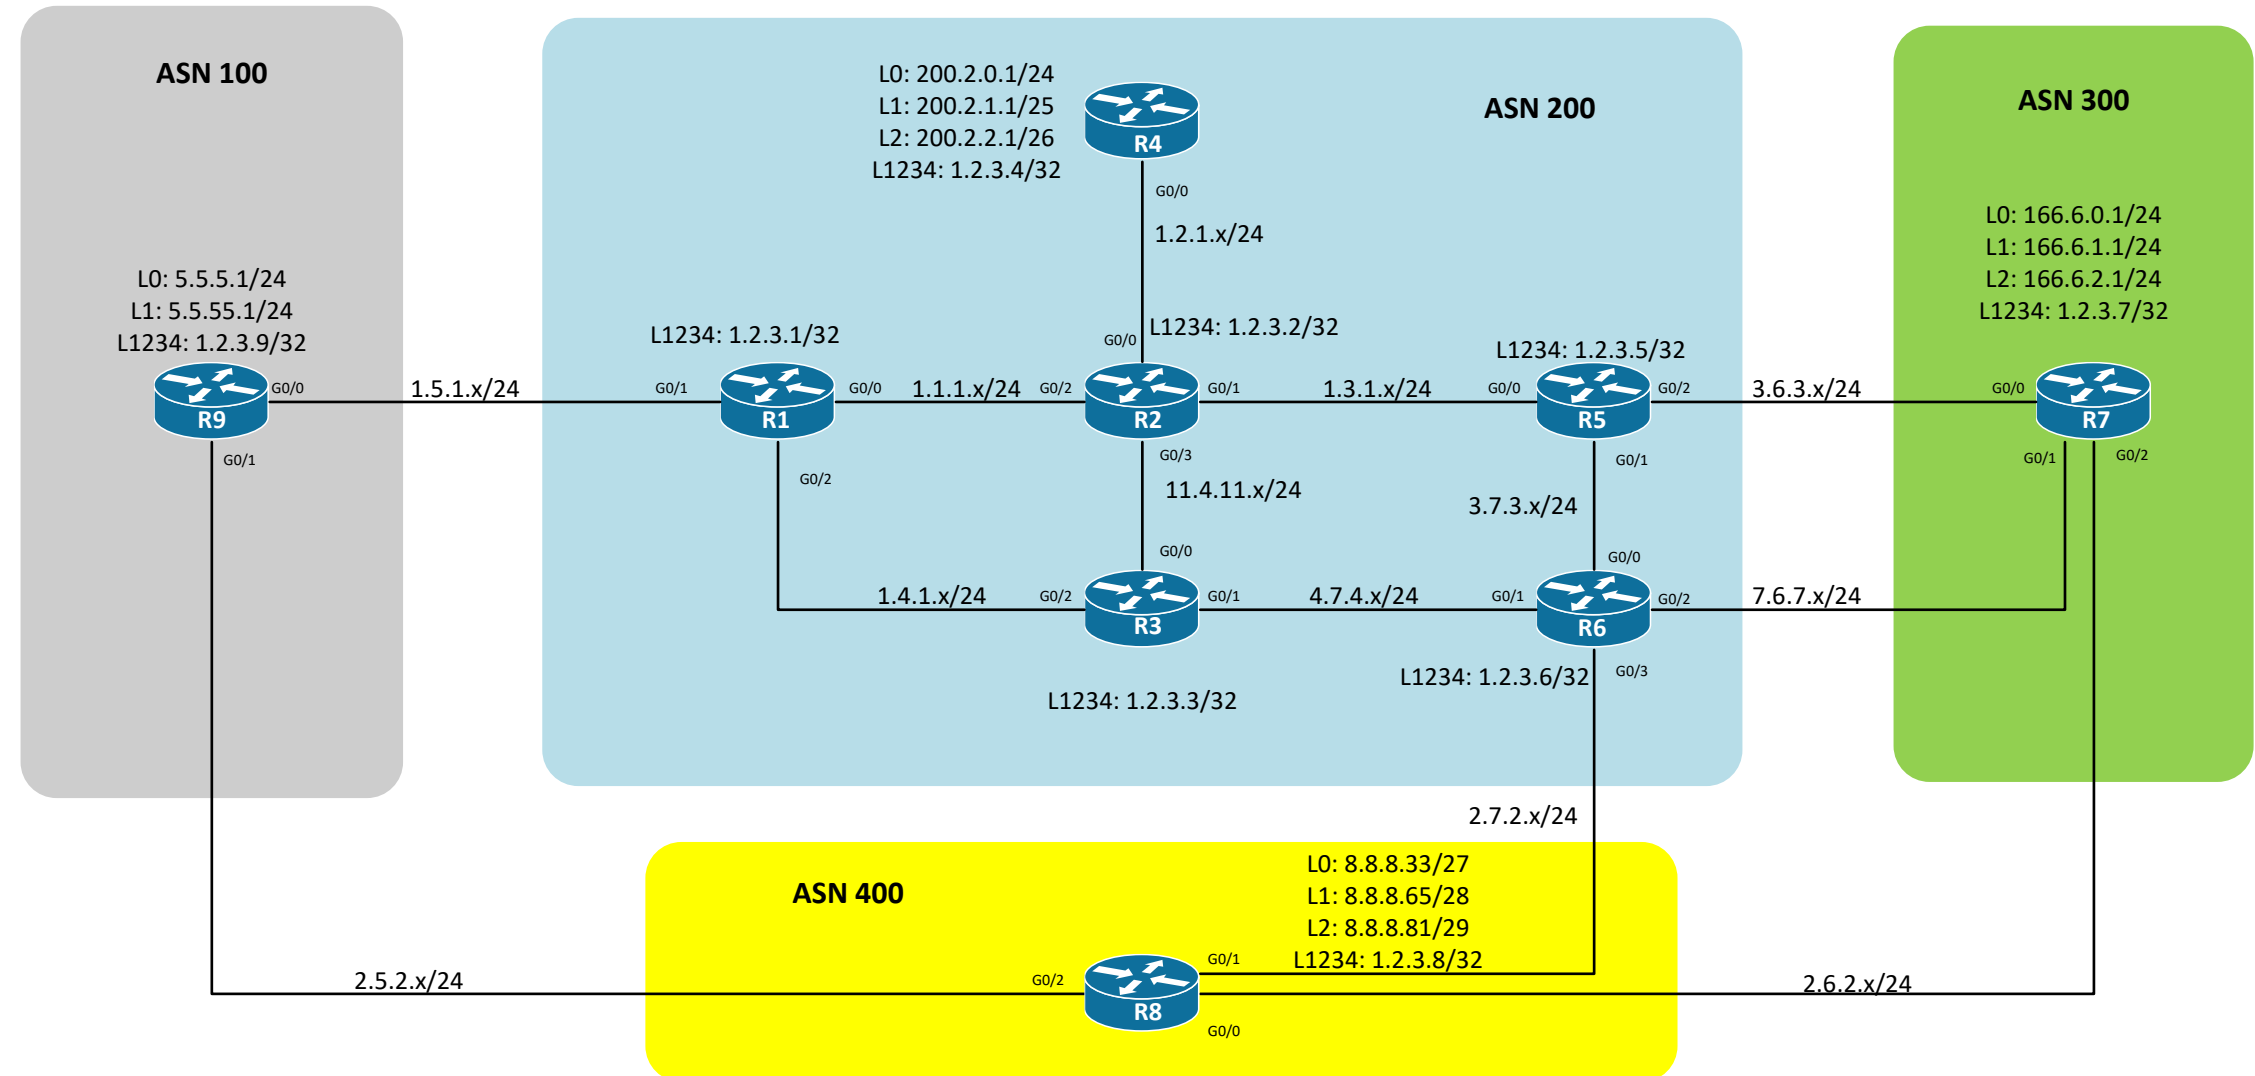 ASN 100
ASN 200
ASN 300
L0: 200.2.0.1/24
L1: 200.2.1.1/25
L2: 200.2.2.1/26
L1234: 1.2.3.4/32
R4
G0/0
1.2.1.x/24
L0: 166.6.0.1/24
L1: 166.6.1.1/24
L2: 166.6.2.1/24
L1234: 1.2.3.7/32
L0: 5.5.5.1/24
L1: 5.5.55.1/24
L1234: 1.2.3.9/32
L1234: 1.2.3.1/32
G0/0
L1234: 1.2.3.2/32
L1234: 1.2.3.5/32
R9
G0/0
1.5.1.x/24
G0/1
R1
G0/0
1.1.1.x/24
G0/2
R2
G0/1
1.3.1.x/24
G0/0
R5
G0/2
3.6.3.x/24
G0/0
R7
G0/1
G0/2
G0/3
G0/1
G0/1
G0/2
11.4.11.x/24
3.7.3.x/24
G0/0
G0/0
1.4.1.x/24
G0/2
R3
G0/1
4.7.4.x/24
G0/1
R6
G0/2
7.6.7.x/24
L1234: 1.2.3.3/32
L1234: 1.2.3.6/32
G0/3
2.7.2.x/24
ASN 400
L0: 8.8.8.33/27
L1: 8.8.8.65/28
L2: 8.8.8.81/29
L1234: 1.2.3.8/32
G0/1
2.5.2.x/24
G0/2
R8
G0/0
2.6.2.x/24